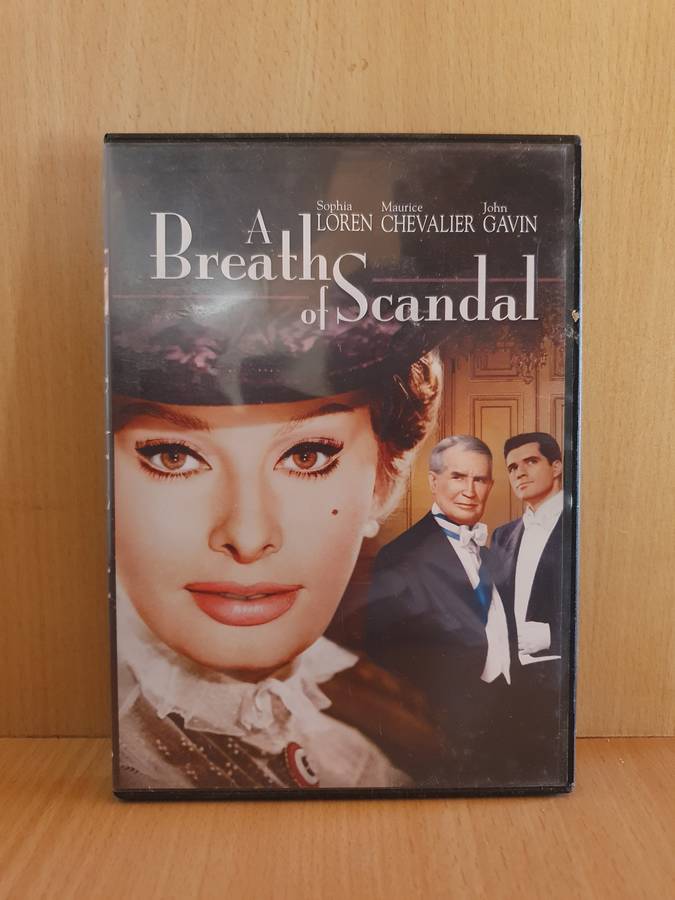 Sophia Maurice John
LOREN CHEVALIER GAVIN
A
Breath
of Scandal